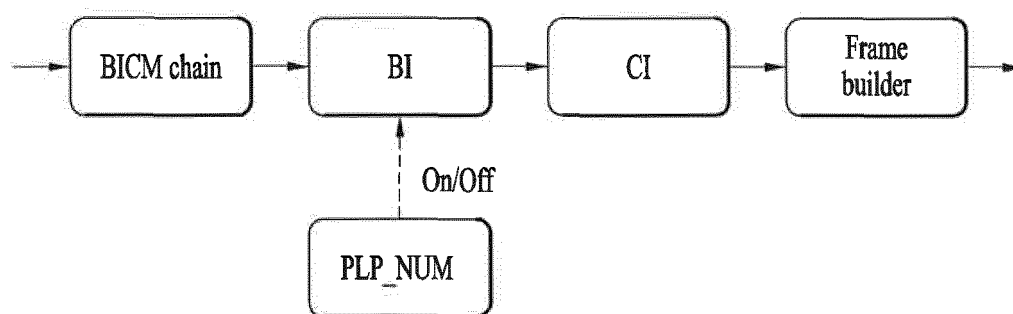 BICM chain
BI
CI
Frame
builder
On/Off
PLP_NUM